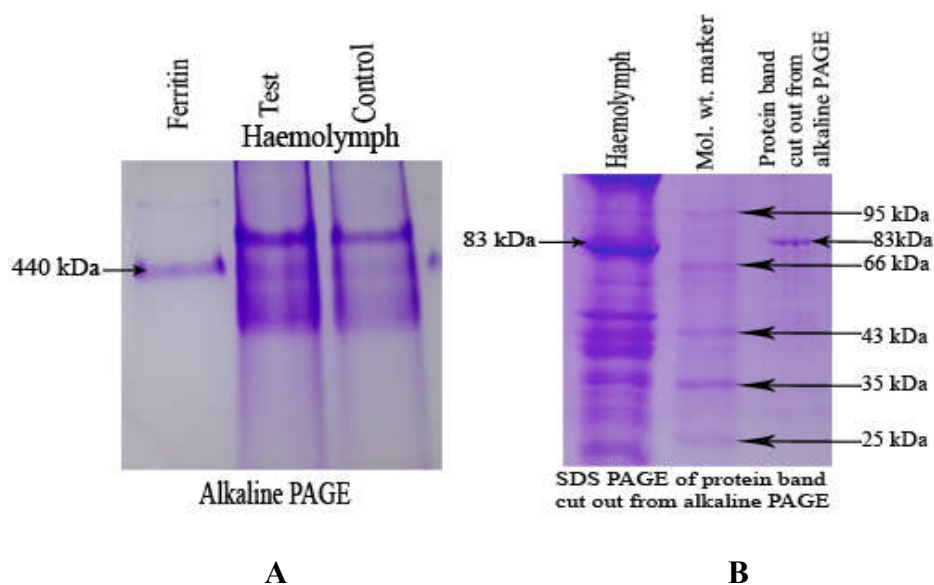 Ferritin
Test
Control
Haemolymph
440 kDa
Alkaline PAGE
A
Haemolymph
Mol. wt. marker
Protein band
cut out from
alkaline PAGE
83 kDa
95 kDa
83kDa
66 kDa
43 kDa
35 kDa
25 kDa
SDS PAGE of protein band
cut out from alkaline PAGE
B